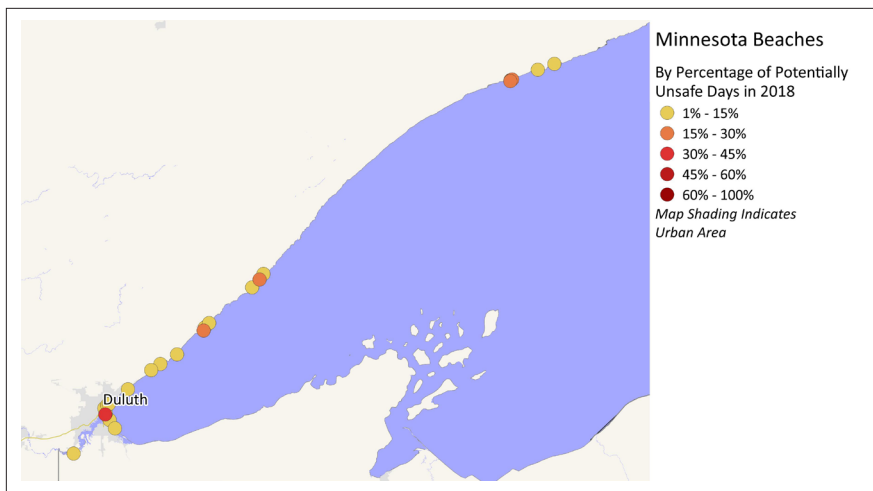 Minnesota Beaches
By Percentage of Potentially
Unsafe Days in 2018
1% - 15%
15% - 30%
30% - 45%
45% - 60%
60% - 100%
Map Shading Indicates
Urban Area
Duluth